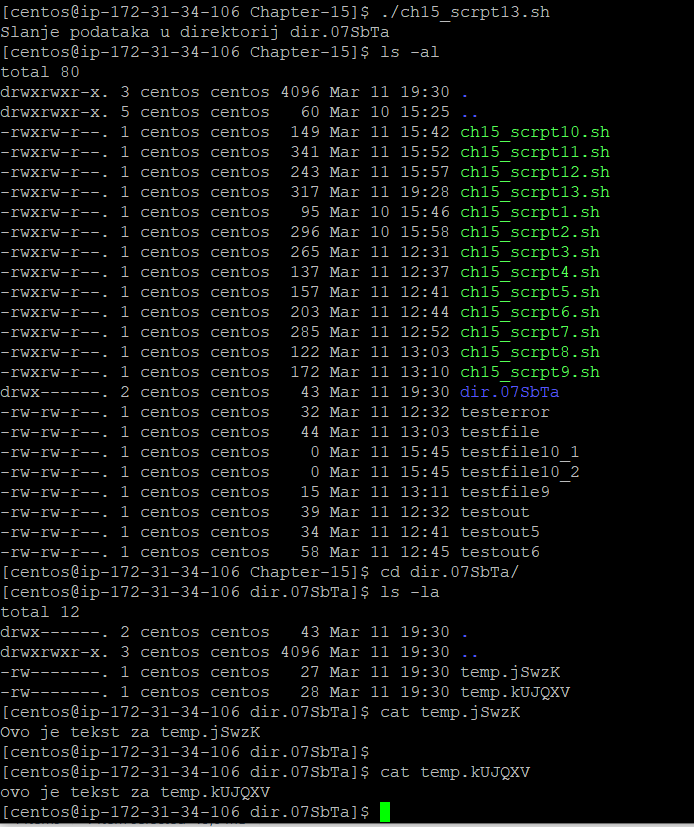 [centos@ip-172-31-34-106 Chapter-15]$ ./ch15_scrpt13.sh
Slanje podataka u direktorij dir.07SbTa
[centos@ip-172-31-34-106 Chapter-15]$ ls -al
total 80
drwxrwxr-x. 3 centos centos 4096 Mar 11 19:30 .
drwxrwxr-x. 5 centos centos   60 Mar 10 15:25 ..
-rwxrw-r--. 1 centos centos  149 Mar 11 15:42 ch15_scrpt10.sh
-rwxrw-r--. 1 centos centos  341 Mar 11 15:52 ch15_scrpt11.sh
-rwxrw-r--. 1 centos centos  243 Mar 11 15:57 ch15_scrpt12.sh
-rwxrw-r--. 1 centos centos  317 Mar 11 19:28 ch15_scrpt13.sh
-rwxrw-r--. 1 centos centos   95 Mar 10 15:46 ch15_scrpt1.sh
-rwxrw-r--. 1 centos centos  296 Mar 10 15:58 ch15_scrpt2.sh
-rwxrw-r--. 1 centos centos  265 Mar 11 12:31 ch15_scrpt3.sh
-rwxrw-r--. 1 centos centos  137 Mar 11 12:37 ch15_scrpt4.sh
-rwxrw-r--. 1 centos centos  157 Mar 11 12:41 ch15_scrpt5.sh
-rwxrw-r--. 1 centos centos  203 Mar 11 12:44 ch15_scrpt6.sh
-rwxrw-r--. 1 centos centos  285 Mar 11 12:52 ch15_scrpt7.sh
-rwxrw-r--. 1 centos centos  122 Mar 11 13:03 ch15_scrpt8.sh
-rwxrw-r--. 1 centos centos  172 Mar 11 13:10 ch15_scrpt9.sh
drwx------. 2 centos centos   43 Mar 11 19:30 dir.07SbTa
-rw-rw-r--. 1 centos centos   32 Mar 11 12:32 testerror
-rw-rw-r--. 1 centos centos   44 Mar 11 13:03 testfile
-rw-rw-r--. 1 centos centos    0 Mar 11 15:45 testfile10_1
-rw-rw-r--. 1 centos centos    0 Mar 11 15:45 testfile10_2
-rw-rw-r--. 1 centos centos   15 Mar 11 13:11 testfile9
-rw-rw-r--. 1 centos centos   39 Mar 11 12:32 testout
-rw-rw-r--. 1 centos centos   34 Mar 11 12:41 testout5
-rw-rw-r--. 1 centos centos   58 Mar 11 12:45 testout6
[centos@ip-172-31-34-106 Chapter-15]$ cd dir.07SbTa/
[centos@ip-172-31-34-106 dir.07SbTa]$ ls -la
total 12
drwx------. 2 centos centos   43 Mar 11 19:30 .
drwxrwxr-x. 3 centos centos 4096 Mar 11 19:30 ..
-rw-------. 1 centos centos   27 Mar 11 19:30 temp.jSwzK
-rw-------. 1 centos centos   28 Mar 11 19:30 temp.kUJQXV
[centos@ip-172-31-34-106 dir.07SbTa]$ cat temp.jSwzK
Ovo je tekst za temp.jSwzK
[centos@ip-172-31-34-106 dir.07SbTa]$
[centos@ip-172-31-34-106 dir.07SbTa]$ cat temp.kUJQXV
ovo je tekst za temp.kUJQXV
[centos@ip-172-31-34-106 dir.07SbTa]$